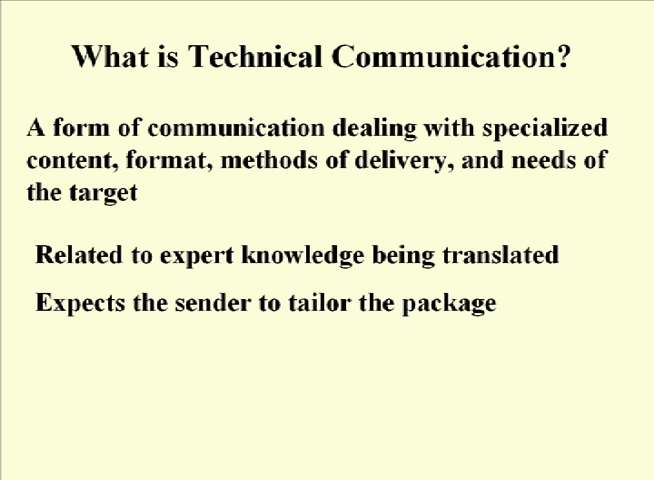 What is Technical Communication?
A form of communication dealing with specialized
content, format, methods of delivery, and needs of
the target
Related to expert knowledge being translated
Expects the sender to tailor the package